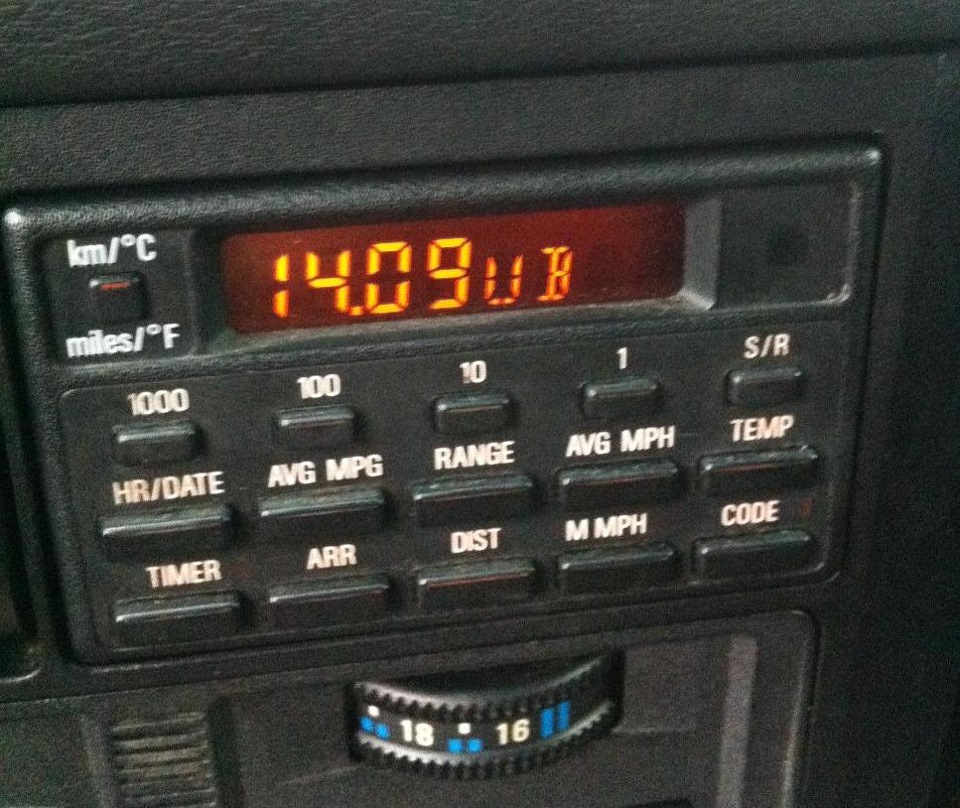 km/°C
14.09 UB
miles/°F
1000 100 10 1 S/R
HR/DATE AVG MPG RANGE AVG MPH TEMP
TIMER ARR DIST M MPH CODE
18 16